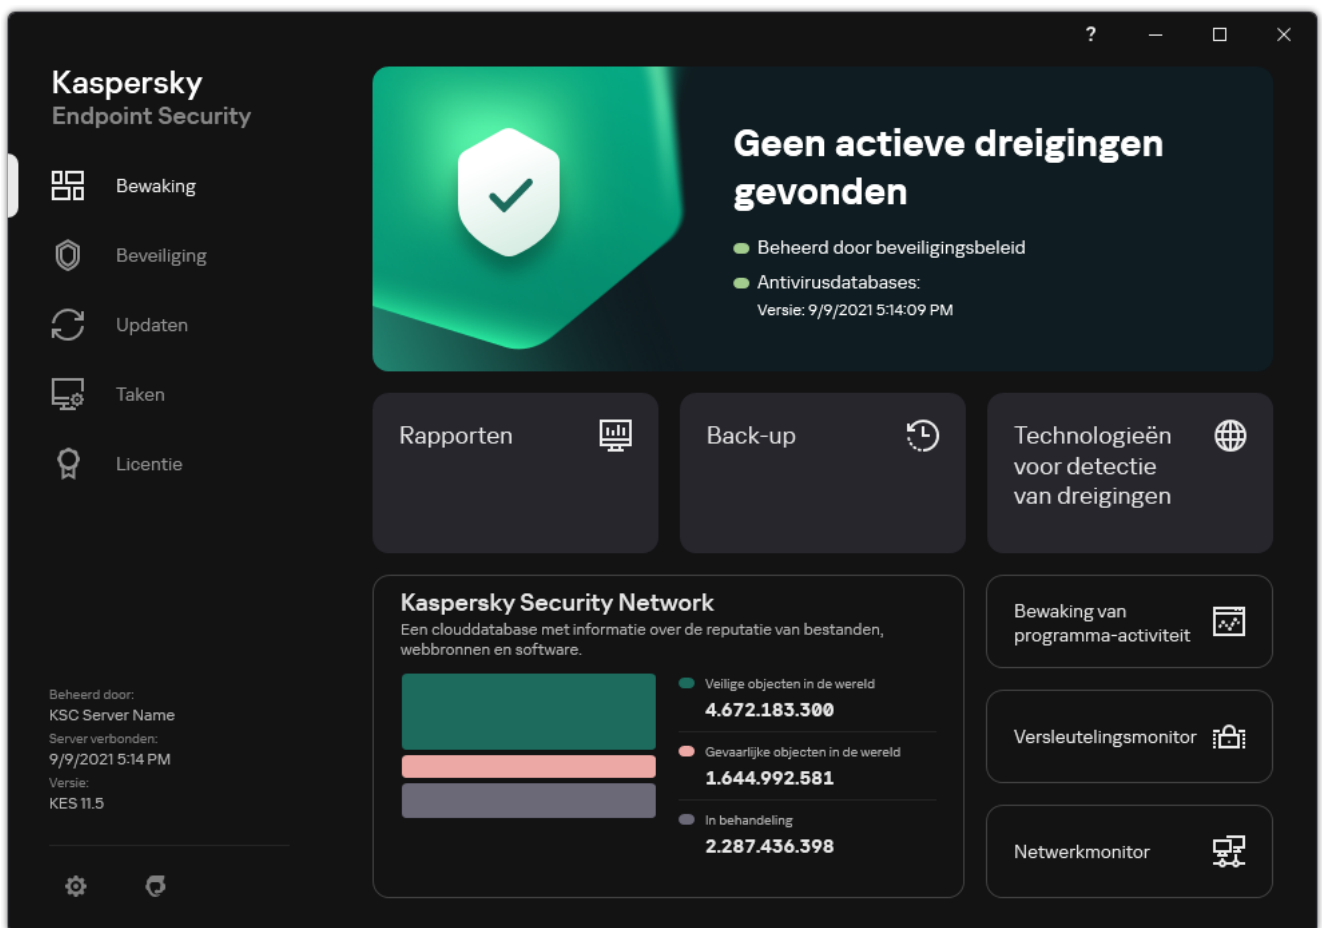 ?
Kaspersky
Endpoint Security
Bewaking
Beveiliging
Updaten
Taken
Licentie
Beheerd door:
KSC Server Name
Server verbonden:
9/9/2021 5:14 PM
Versie:
KES 11.5
Geen actieve dreigingen
gevonden
Beheerd door beveiligingsbeleid
Antivirusdatabases:
Versie: 9/9/2021 5:14:09 PM
Rapporten
Back-up
Technologieën
voor detectie
van dreigingen
Kaspersky Security Network
Een clouddatabase met informatie over de reputatie van bestanden,
webbronnen en software.
Veilige objecten in de wereld
4.672.183.300
Gevaarlijke objecten in de wereld
1.644.992.581
In behandeling
2.287.436.398
Bewaking van
programma-activiteit
Versleutelingsmonitor
Netwerkmonitor